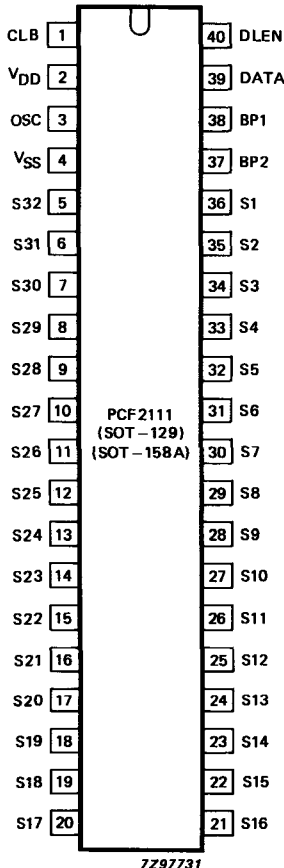 CLB 1 40 DLEN
VDD 2 39 DATA
OSC 3 38 BP1
VSS 4 37 BP2
S32 5 36 S1
S31 6 35 S2
S30 7 34 S3
S29 8 33 S4
S28 9 32 S5
S27 10 31 S6
PCF2111
(SOT–129)
S26 11 30 S7
(SOT–158A)
S25 12 29 S8
S24 13 28 S9
S23 14 27 S10
S22 15 26 S11
S21 16 25 S12
S20 17 24 S13
S19 18 23 S14
S18 19 22 S15
S17 20 21 S16
7Z97731